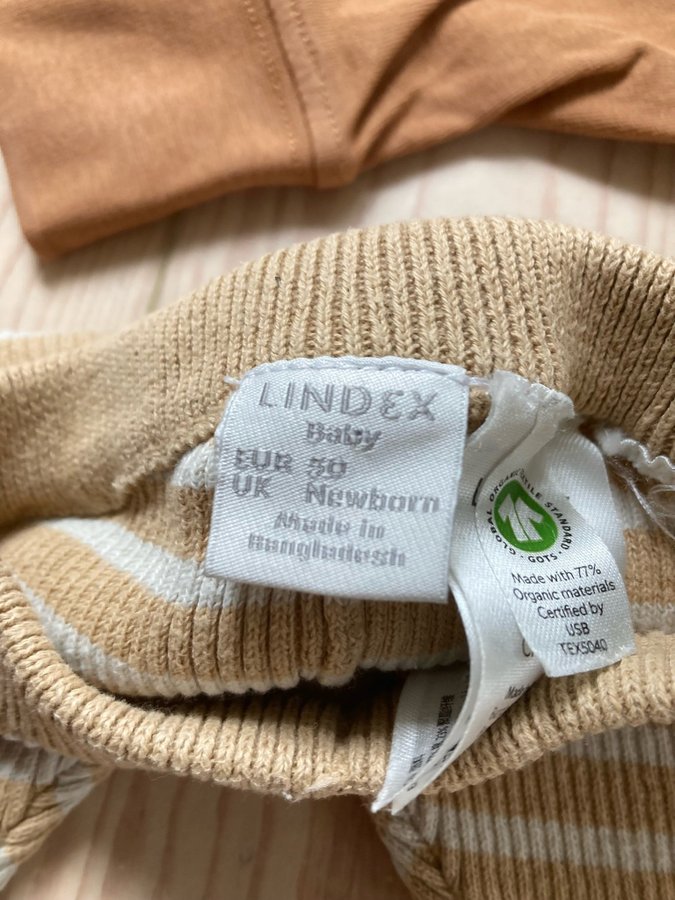 LINDEX
Baby
EUR 50
UK Newborn
Made in
Bangladesh
GLOBAL ORGANIC TEXTILE STANDARD
GOTS
Made with 77%
Organic materials
Certified by
USB
TEX5040
Made